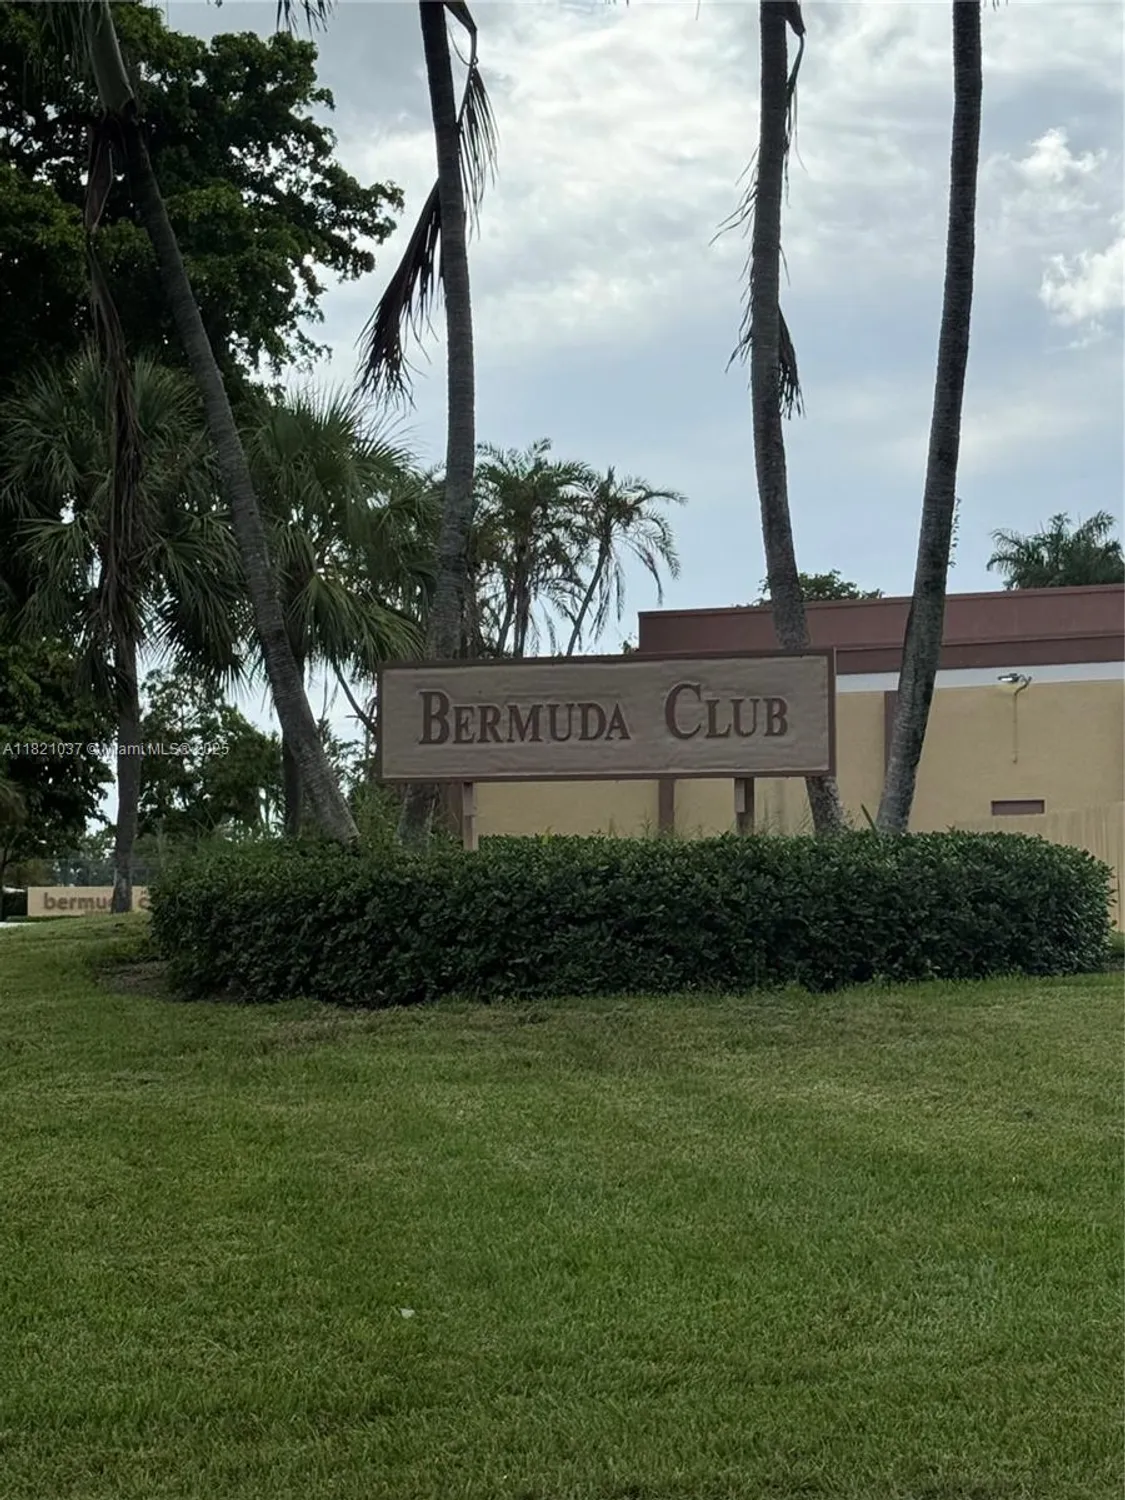 BERMUDA CLUB
A11821037 © Miami MLS® 2025
bermuda c